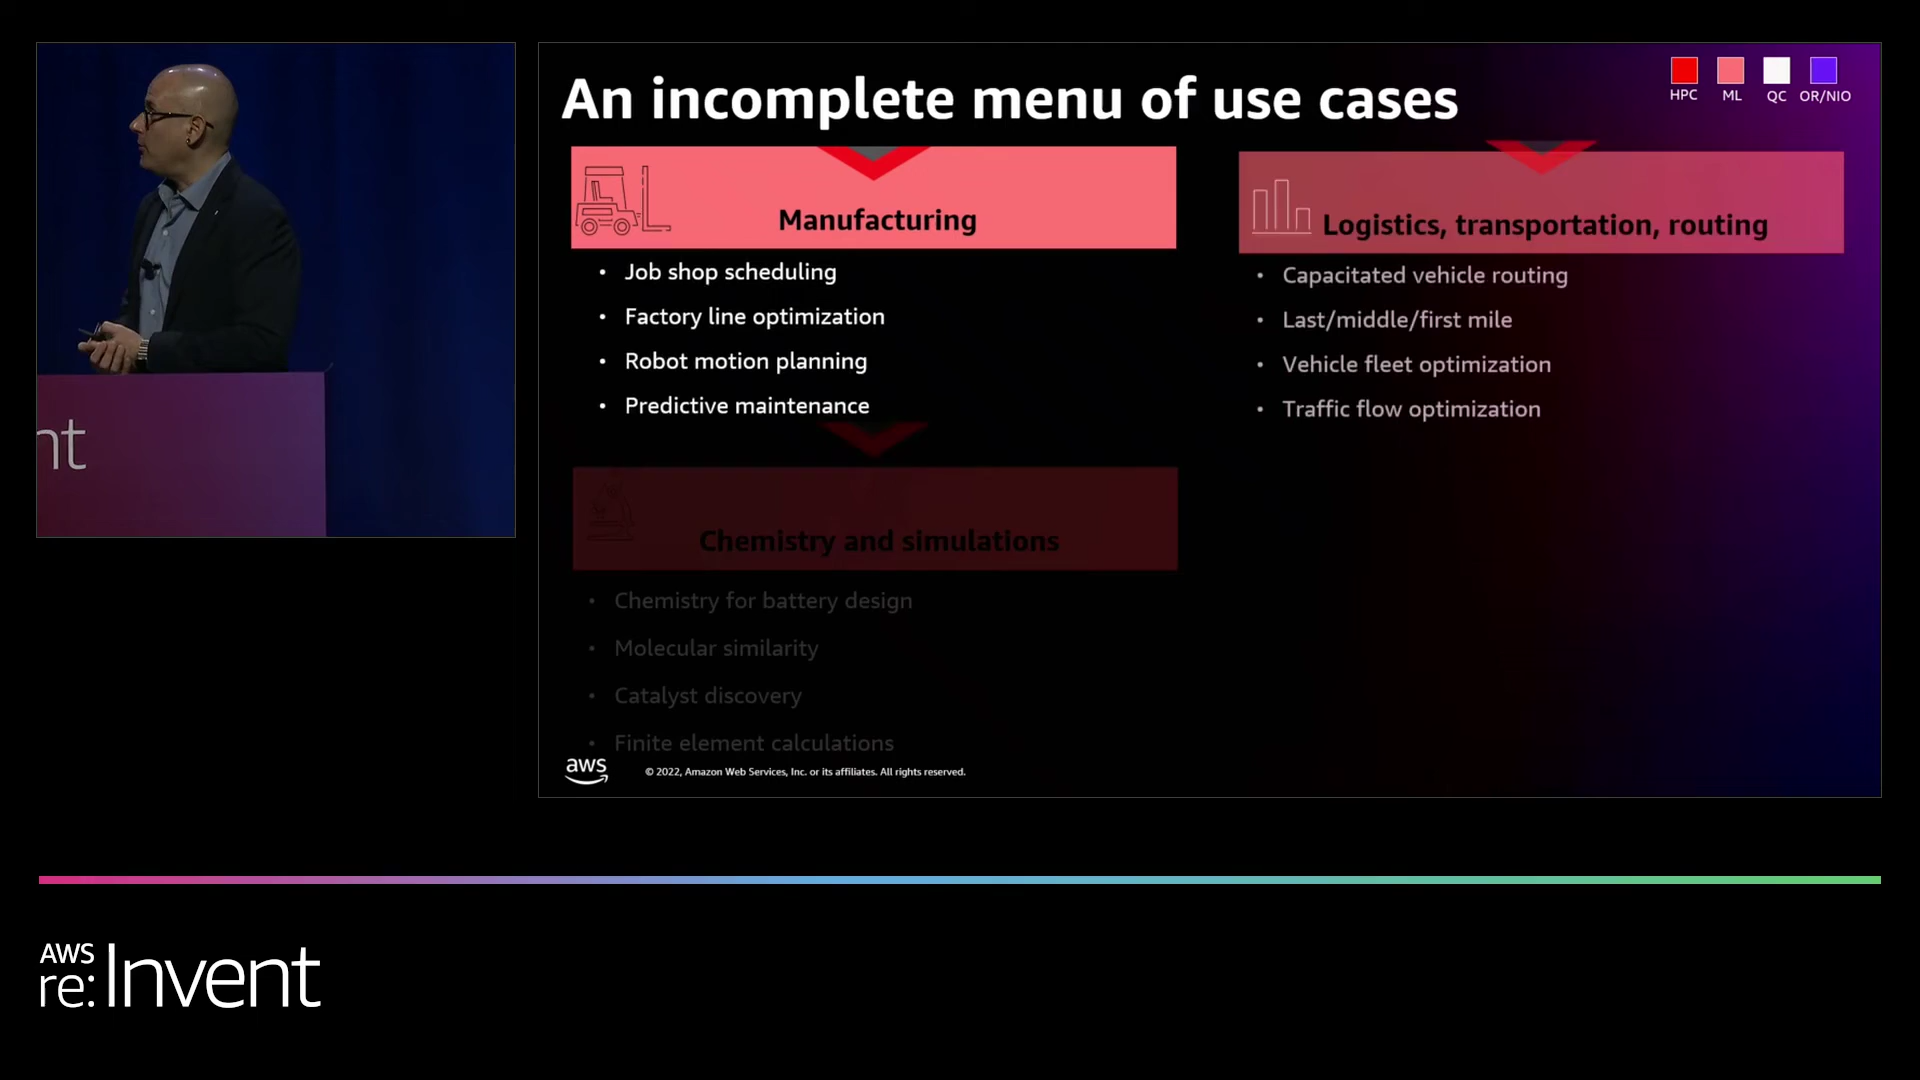 An incomplete menu of use cases
HPC
ML
QC
OR/NIO
Manufacturing
• Job shop scheduling
• Factory line optimization
• Robot motion planning
• Predictive maintenance
Logistics, transportation, routing
• Capacitated vehicle routing
• Last/middle/first mile
• Vehicle fleet optimization
• Traffic flow optimization
Chemistry and simulations
• Chemistry for battery design
• Molecular similarity
• Catalyst discovery
• Finite element calculations
aws
© 2022, Amazon Web Services, Inc. or its affiliates. All rights reserved.
nt
AWS
re:Invent